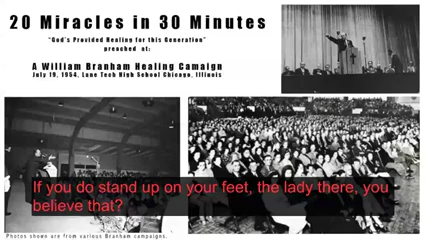 20 Miracles in 30 Minutes
"God's Provided Healing for this Generation"
preached at:
A William Branham Healing Camaign
July 19, 1954, Lane Tech High School Chicago, Illinois
If you do stand up on your feet, the lady there, you
believe that?
Photos shown are from various Branham campaigns.